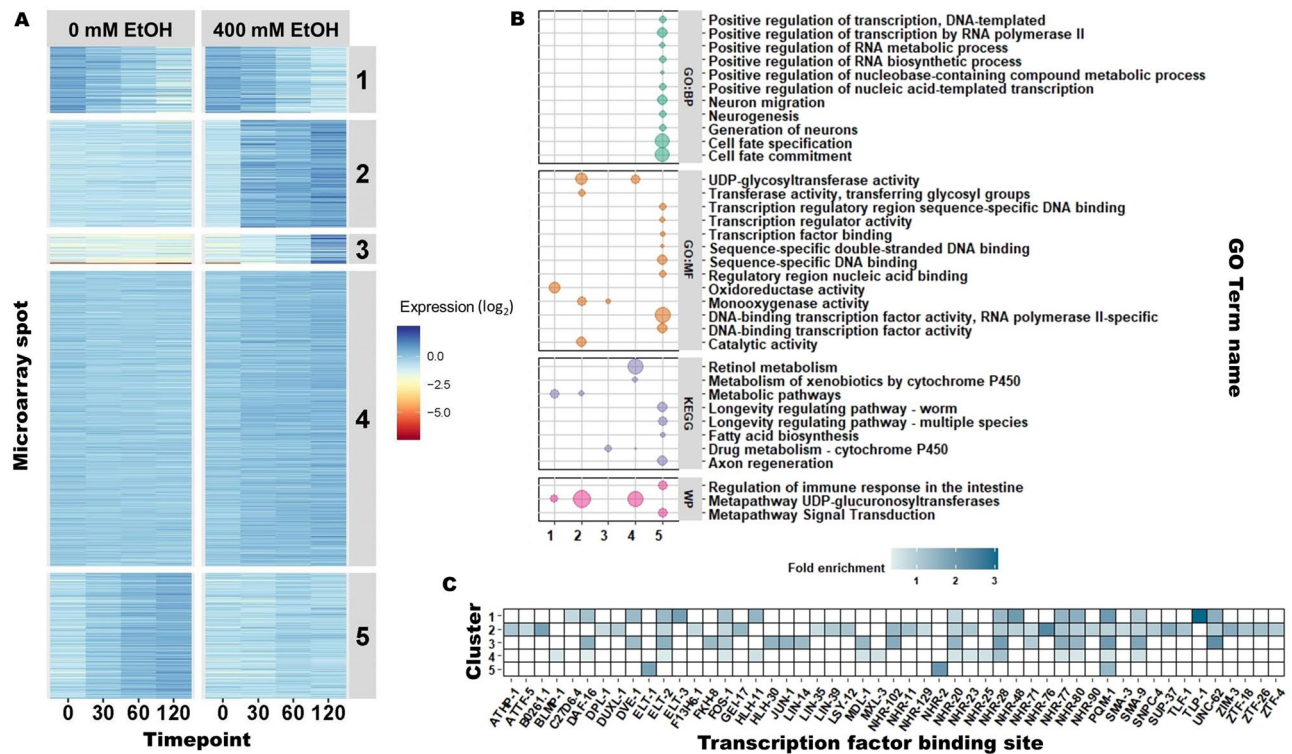 A
0 mM EtOH
400 mM EtOH
1
2
3
4
5
Microarray spot
0 30 60 120
0 30 60 120
Timepoint
Expression (log2)
0.0
−2.5
−5.0
B
Positive regulation of transcription, DNA-templated
Positive regulation of transcription by RNA polymerase II
Positive regulation of RNA metabolic process
Positive regulation of RNA biosynthetic process
Positive regulation of nucleobase-containing compound metabolic process
Positive regulation of nucleic acid-templated transcription
Neuron migration
Neurogenesis
Generation of neurons
Cell fate specification
Cell fate commitment
GO:BP
UDP-glycosyltransferase activity
Transferase activity, transferring glycosyl groups
Transcription regulatory region sequence-specific DNA binding
Transcription regulator activity
Transcription factor binding
Sequence-specific double-stranded DNA binding
Sequence-specific DNA binding
Regulatory region nucleic acid binding
Oxidoreductase activity
Monooxygenase activity
DNA-binding transcription factor activity, RNA polymerase II-specific
DNA-binding transcription factor activity
Catalytic activity
GO:MF
Retinol metabolism
Metabolism of xenobiotics by cytochrome P450
Metabolic pathways
Longevity regulating pathway - worm
Longevity regulating pathway - multiple species
Fatty acid biosynthesis
Drug metabolism - cytochrome P450
Axon regeneration
KEGG
Regulation of immune response in the intestine
Metapathway UDP-glucuronosyltransferases
Metapathway Signal Transduction
WP
1 2 3 4 5
GO Term name
Fold enrichment
1 2 3
C
Cluster
1
2
3
4
5
ATHP-1
ATF-5
B0261.1
BLMP-1
C27D6.4
DAF-16
DPL-1
DUXL-1
DVE-1
ELT-1
ELT-2
ELT-3
F13H6.1
FKH-8
FOS-1
GEI-17
HLH-11
HLH-30
JUN-1
LIN-14
LIN-35
LIN-39
LSY-12
MDL-1
MXL-3
NHR-102
NHR-11
NHR-129
NHR-2
NHR-20
NHR-23
NHR-25
NHR-28
NHR-48
NHR-71
NHR-76
NHR-77
NHR-80
NHR-90
PQM-1
SMA-3
SMA-9
SNPC-4
SUP-37
TLF-1
TLP-1
UNC-62
ZIM-3
ZTF-18
ZTF-26
ZTF-4
Transcription factor binding site